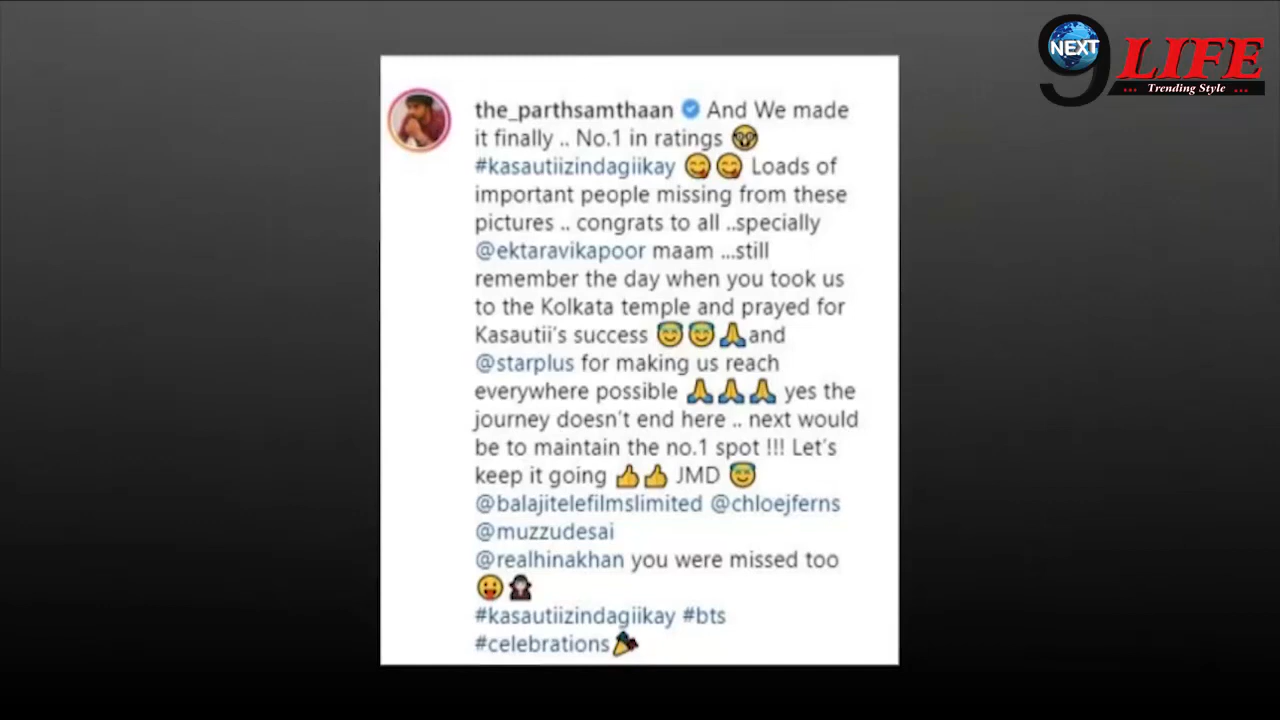 9
NEXT
LIFE
... Trending Style ...
the_parthsamthaan And We made
it finally .. No.1 in ratings 🤓
#kasautiizindagiikay 😋😋 Loads of
important people missing from these
pictures .. congrats to all ..specially
@ektaravikapoor maam ...still
remember the day when you took us
to the Kolkata temple and prayed for
Kasautii's success 😇😇🙏and
@starplus for making us reach
everywhere possible 🙏🙏🙏 yes the
journey doesn't end here .. next would
be to maintain the no.1 spot !!! Let's
keep it going 👍👍 JMD 😇
@balajitelefilmslimited @chloejferns
@muzzudesai
@realhinakhan you were missed too
😛🧛‍♀️
#kasautiizindagiikay #bts
#celebrations🎉